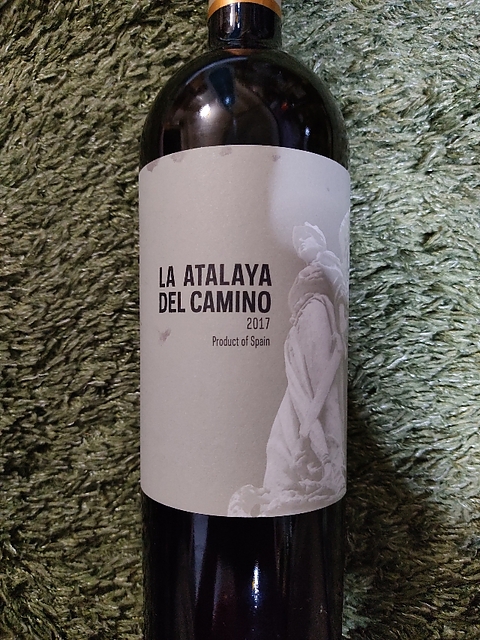 LA ATALAYA
DEL CAMINO
2017
Product of Spain